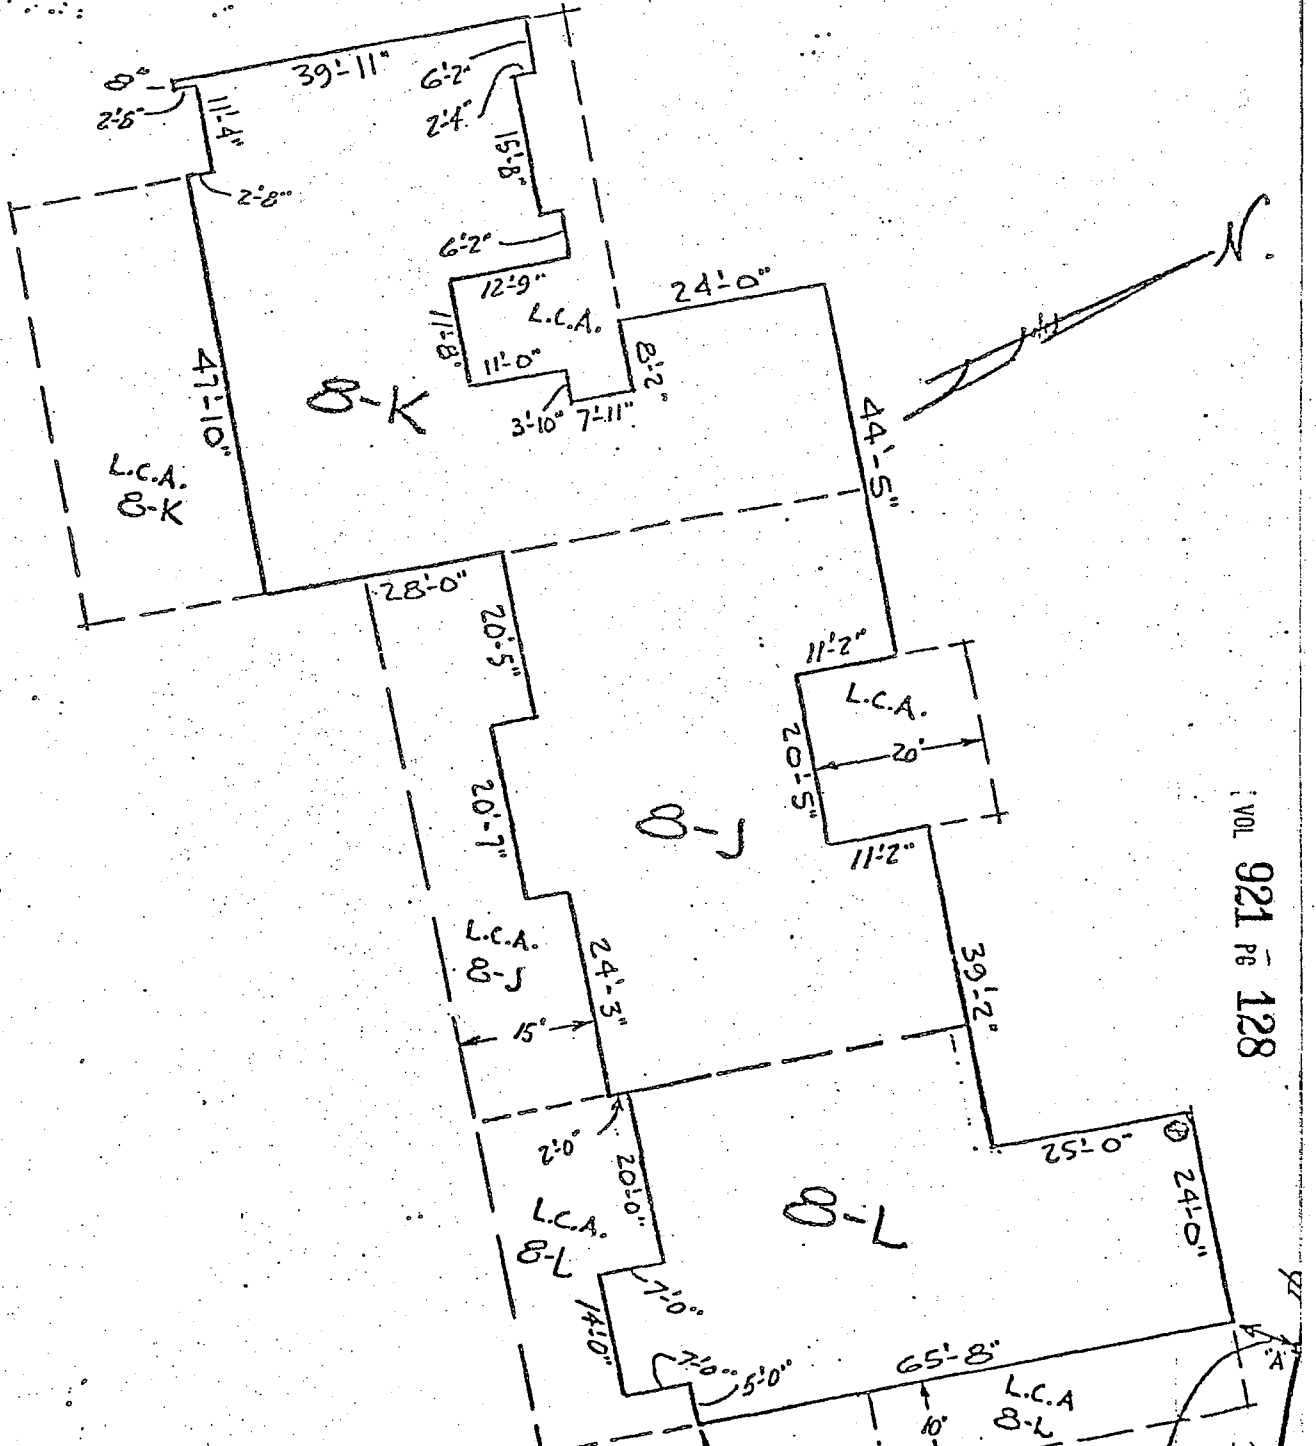 39'-11"
8"
2'-8"
11'-4"
2'-8"
6'-2"
2'-4"
15'-8"
6'-2"
12'-9"
L.C.A.
11'-8"
11'-0"
3'-10"
7'-11"
8'-2"
24'-0"
N.
44'-5"
47'-10"
8-K
L.C.A.
8-K
28'-0"
20'-5"
11'-2"
L.C.A.
20'
20'-5"
11'-2"
20'-7"
8-J
VOL 921 PG 128
L.C.A.
8-J
15'
24'-3"
39'-2"
2'-0"
20'-0"
L.C.A.
8-L
8-L
25'-0"
24'-0"
7'-0"
14'-0"
7'-0"
5'-0"
65'-8"
L.C.A
8-L
10'
"A"